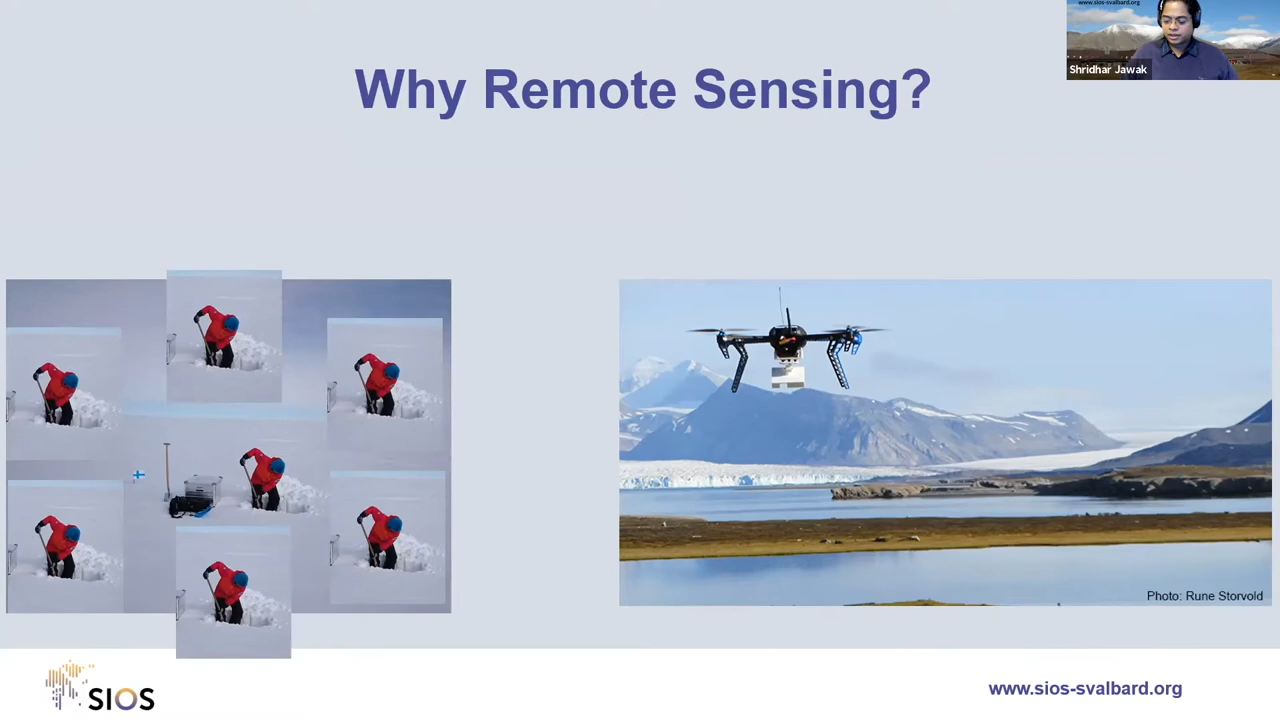 www.sios-svalbard.org
Shridhar Jawak
Why Remote Sensing?
Photo: Rune Storvold
SIOS
www.sios-svalbard.org